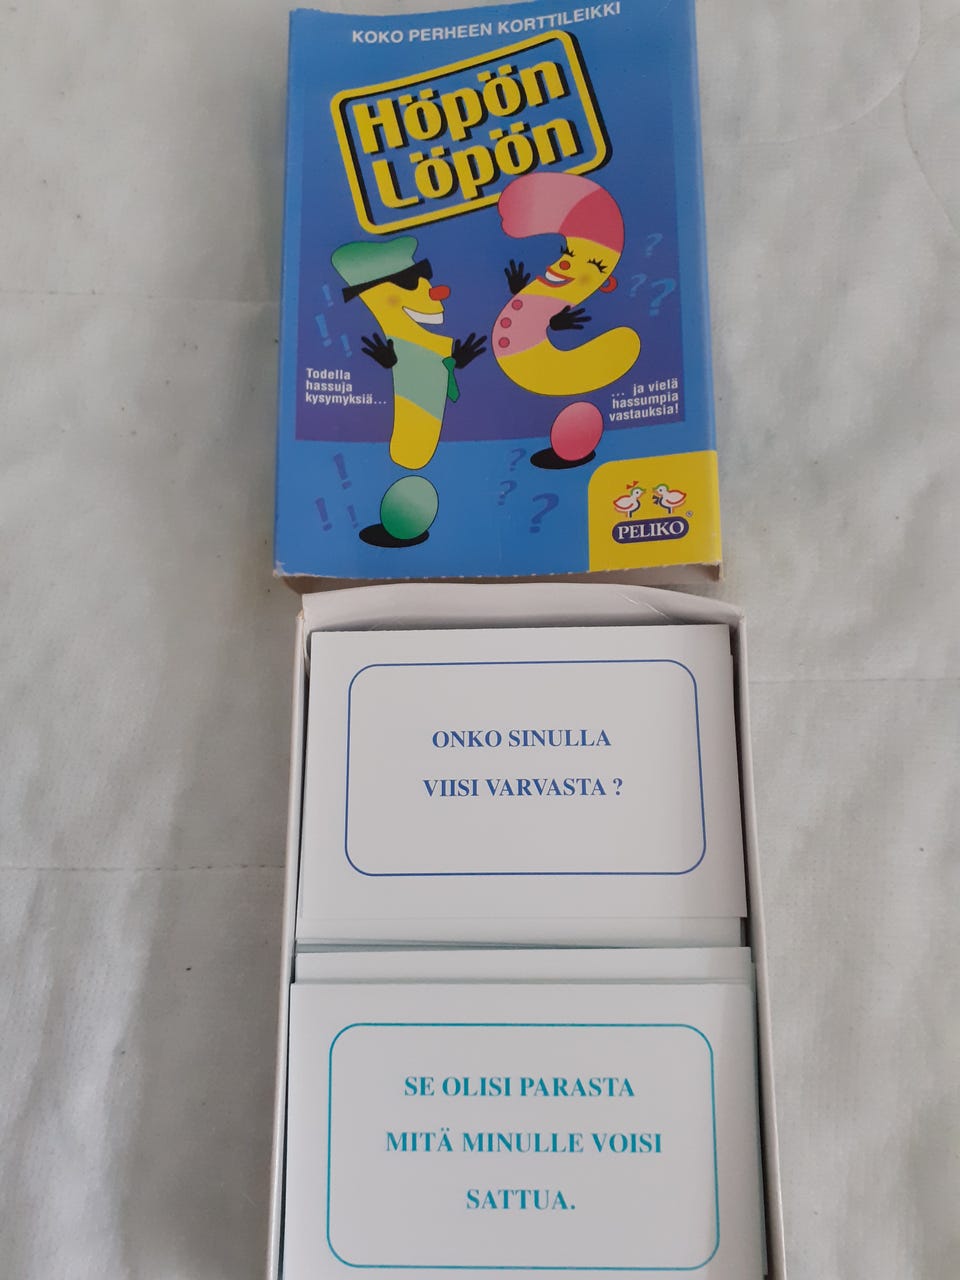 KOKO PERHEEN KORTTILEIKKI
Höpön
Löpön
Todella
hassuja
kysymyksiä...
... ja vielä
hassumpia
vastauksia!
PELIKO
ONKO SINULLA
VIISI VARVASTA ?
SE OLISI PARASTA
MITÄ MINULLE VOISI
SATTUA.